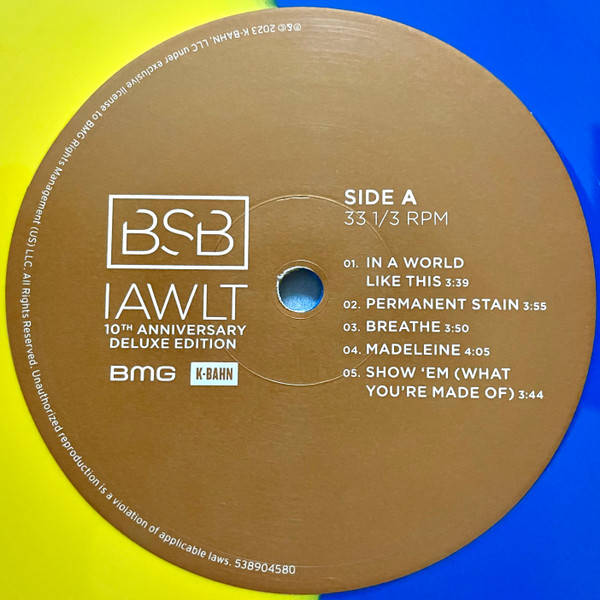 ℗&© 2023 K-BAHN, LLC under exclusive license to BMG Rights Management (US) LLC. All Rights Reserved. Unauthorized reproduction is a violation of applicable laws. 538904580
BSB
IAWLT
10TH ANNIVERSARY
DELUXE EDITION
BMG K-BAHN
SIDE A
33 1/3 RPM
01. IN A WORLD
LIKE THIS 3:39
02. PERMANENT STAIN 3:55
03. BREATHE 3:50
04. MADELEINE 4:05
05. SHOW ‘EM (WHAT
YOU’RE MADE OF) 3:44